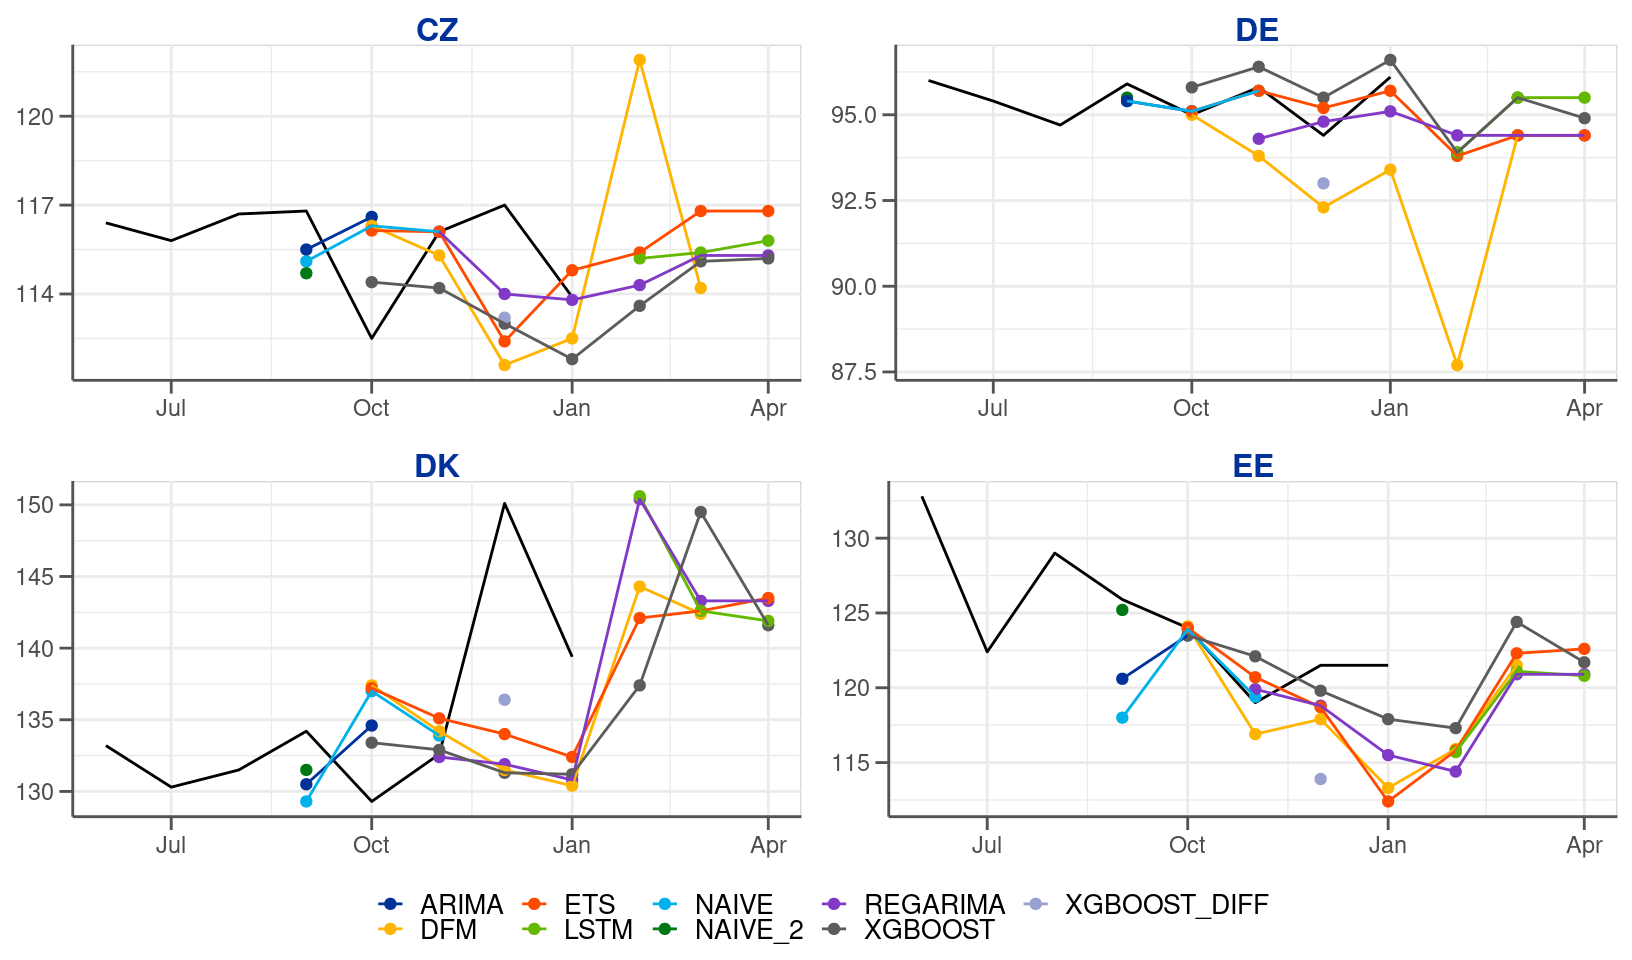 CZ
DE
120
117
114
95.0
92.5
90.0
87.5
Jul Oct Jan Apr
Jul Oct Jan Apr
DK
EE
150
145
140
135
130
130
125
120
115
Jul Oct Jan Apr
Jul Oct Jan Apr
ARIMA ETS NAIVE REGARIMA XGBOOST_DIFF
DFM LSTM NAIVE_2 XGBOOST